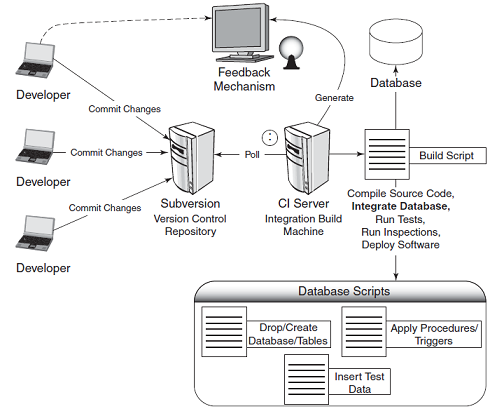 Feedback
Mechanism
Database
Developer
Commit Changes
Generate
Developer
Commit Changes
Poll
Build Script
Subversion
Version Control
Repository
CI Server
Integration Build
Machine
Compile Source Code,
Integrate Database,
Run Tests,
Run Inspections,
Deploy Software
Commit Changes
Developer
Database Scripts
Drop/Create
Database/Tables
Apply Procedures/
Triggers
Insert Test
Data